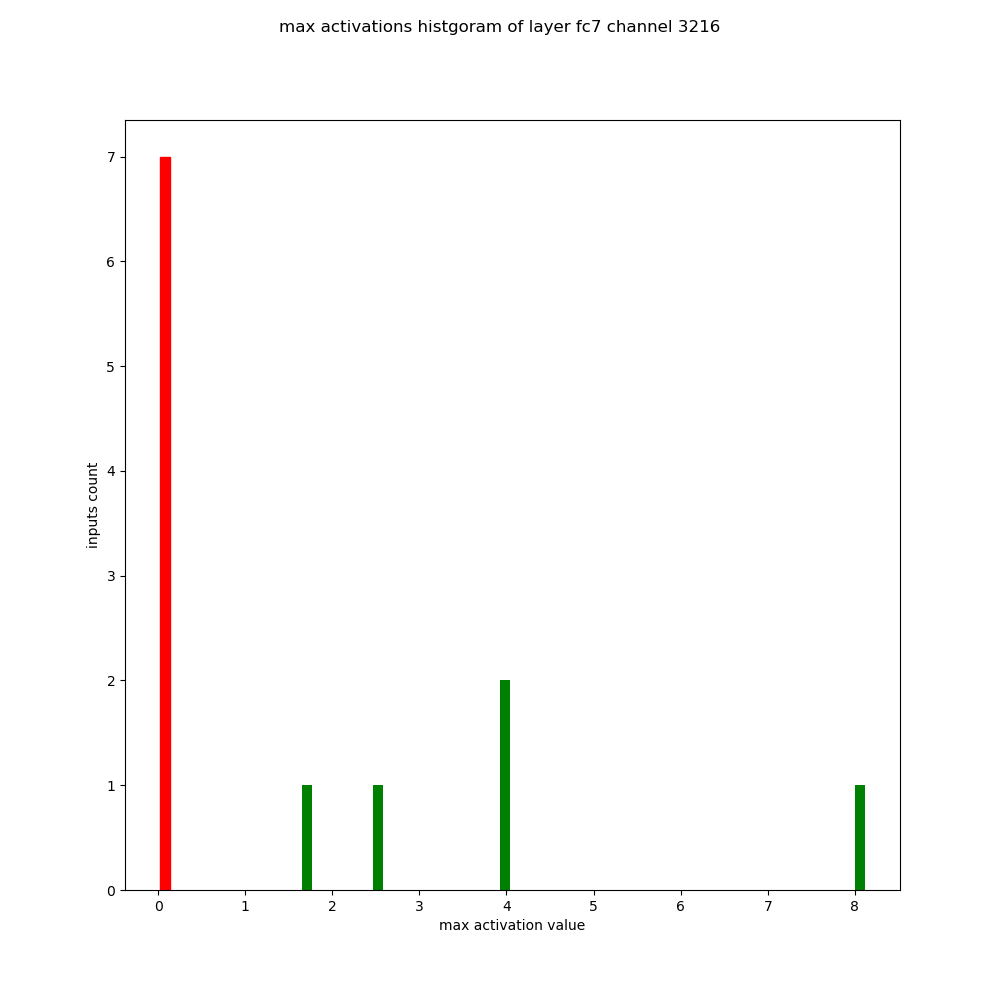 max activations histgoram of layer fc7 channel 3216
7
6
5
4
3
2
1
0
inputs count
0 1 2 3 4 5 6 7 8
max activation value